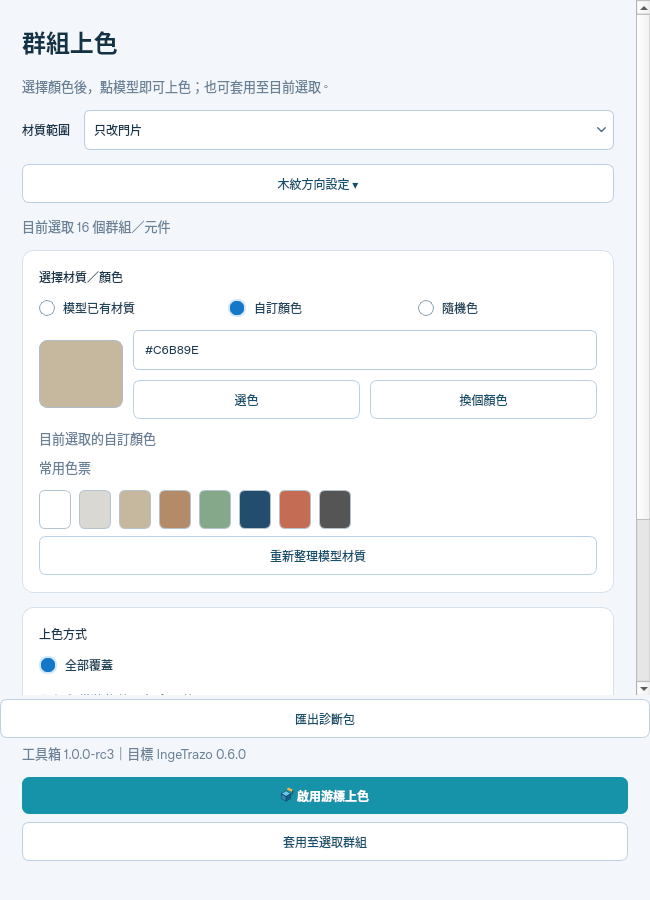 群組上色
選擇顏色後，點模型即可上色；也可套用至目前選取。
材質範圍
只改門片
木紋方向設定 ▾
目前選取 16 個群組／元件
選擇材質／顏色
模型已有材質
自訂顏色
隨機色
#C6B89E
選色
換個顏色
目前選取的自訂顏色
常用色票
重新整理模型材質
上色方式
全部覆蓋
匯出診斷包
工具箱 1.0.0-rc3｜目標 IngeTrazo 0.6.0
啟用游標上色
套用至選取群組